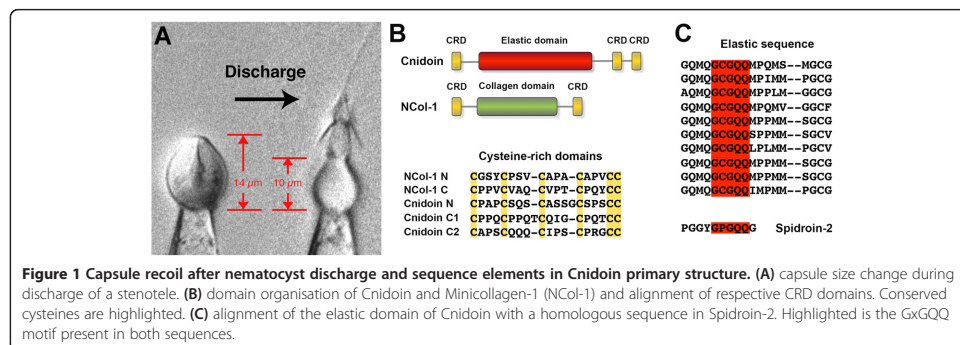 A
Discharge
14 µm
10 µm
B
CRD Elastic domain CRD CRD
Cnidoin
CRD Collagen domain CRD
NCol-1
Cysteine-rich domains
NCol-1 N CGSYCPSV-CAPA-CAPVCC
NCol-1 C CPPVCVAQ-CVPT-CPQYCC
Cnidoin N CPAPCSQS-CASSGCSPSCC
Cnidoin C1 CPPQCPPQTCQIG-CPQTCC
Cnidoin C2 CAPSCQQQ-CIPS-CPRGCC
C
Elastic sequence
GQMQGCGQQMPQMS--MGCG
GQMQGCGQQMPIMM--PGCG
AQMQGCGQQMPPLM--GGCG
GQMQGCGQQMPQMV--GGCF
GQMQGCGQQMPPMM--SGCG
GQMQGCGQQSPPMM--SGCV
GQMQGCGQQLPLMM--PGCV
GQMQGCGQQMPPMM--SGCG
GQMQGCGQQMPPMM--GGCG
GQMQGCGQQIMPMM--PGCG
PGGYGPGQQG Spidroin-2
Figure 1 Capsule recoil after nematocyst discharge and sequence elements in Cnidoin primary structure. (A) capsule size change during
discharge of a stenotele. (B) domain organisation of Cnidoin and Minicollagen-1 (NCol-1) and alignment of respective CRD domains. Conserved
cysteines are highlighted. (C) alignment of the elastic domain of Cnidoin with a homologous sequence in Spidroin-2. Highlighted is the GxGQQ
motif present in both sequences.